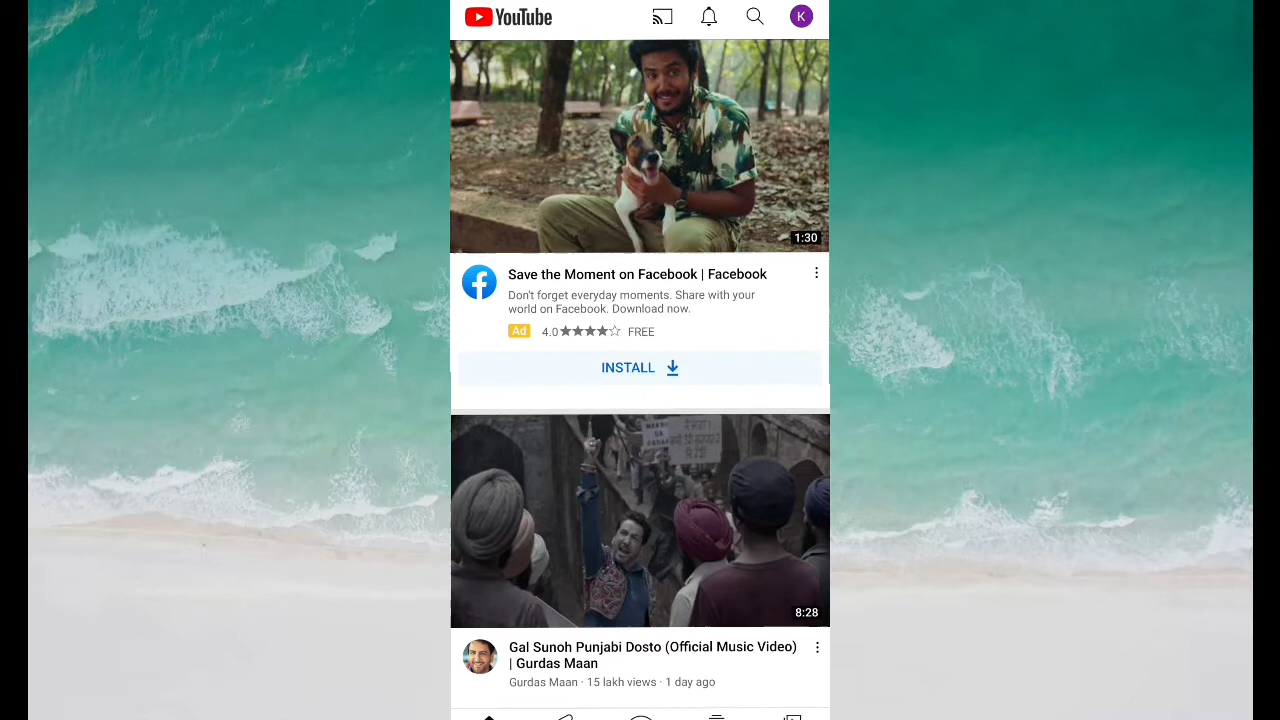 YouTube
K
1:30
Save the Moment on Facebook | Facebook
Don't forget everyday moments. Share with your
world on Facebook. Download now.
Ad 4.0★★★★☆ FREE
INSTALL
8:28
Gal Sunoh Punjabi Dosto (Official Music Video)
| Gurdas Maan
Gurdas Maan · 15 lakh views · 1 day ago